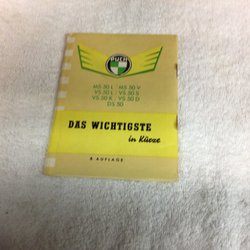 PUCH
MS 50 L · MS 50 V
VS 50 L · VS 50 S
VS 50 K · VS 50 D
DS 50
DAS WICHTIGSTE
in Kürze
8. AUFLAGE